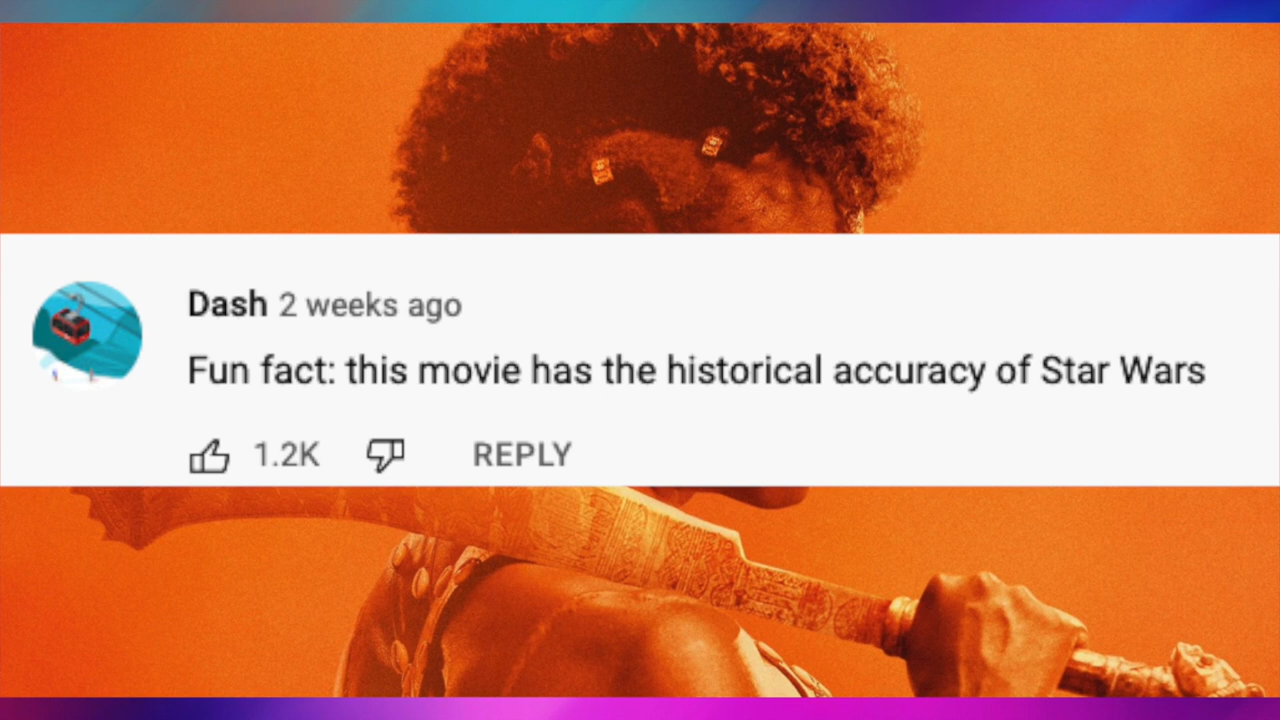 Dash 2 weeks ago
Fun fact: this movie has the historical accuracy of Star Wars
1.2K REPLY